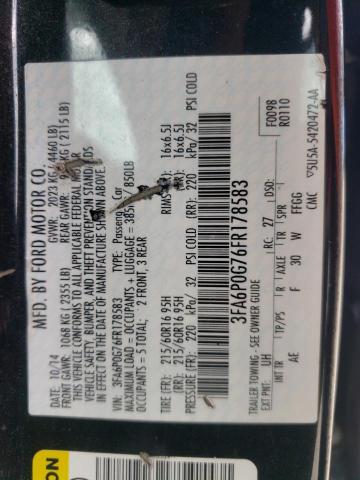 MFD. BY FORD MOTOR CO.
DATE: 10/14 GVWR: 2023 KG ( 4460 LB)
FRONT GAWR: 1068 KG ( 2355 LB) REAR GAWR: KG ( 2115 LB)
THIS VEHICLE CONFORMS TO ALL APPLICABLE FEDERAL MOTOR
VEHICLE SAFETY, BUMPER, AND THEFT PREVENTION STANDARDS
IN EFFECT ON THE DATE OF MANUFACTURE SHOWN ABOVE.
VIN: 3FA6P0G76FR178583 TYPE: Passenger Car
MAXIMUM LOAD = OCCUPANTS + LUGGAGE = 385KG / 850LB
OCCUPANTS = 5 TOTAL: 2 FRONT, 3 REAR
TIRE (FR): 215/60R16 95H RIMS 16x6.5J
(RR): 215/60R16 95H (RR): 16x6.5J
PRESSURE (FR): 220 kPa/ 32 PSI COLD (RR): 220 kPa/ 32 PSI COLD
3FA6P0G76FR178583
F0098
R0110
TRAILER TOWING - SEE OWNER GUIDE
EXT PNT: UH RC: 27 DSO:
INT TR TP/PS R AXLE TR SPR
AE F 30 W FF CMC 5U5A-5420472-AA
ON